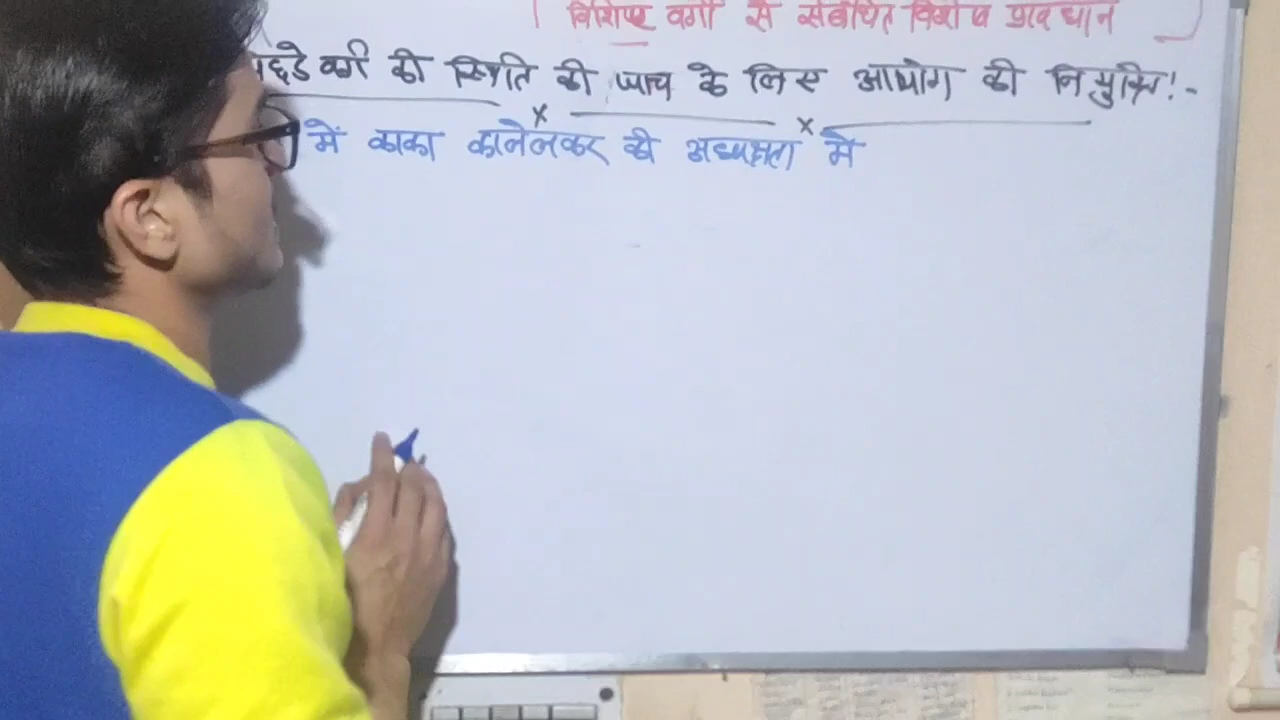 विशिष्ट वर्गो से संबंधित विशेष प्रावधान
पिछडे वर्ग की स्थिति की जाच के लिए आयोग की नियुक्ति:-
में काका कालेलकर की अध्यक्षता में